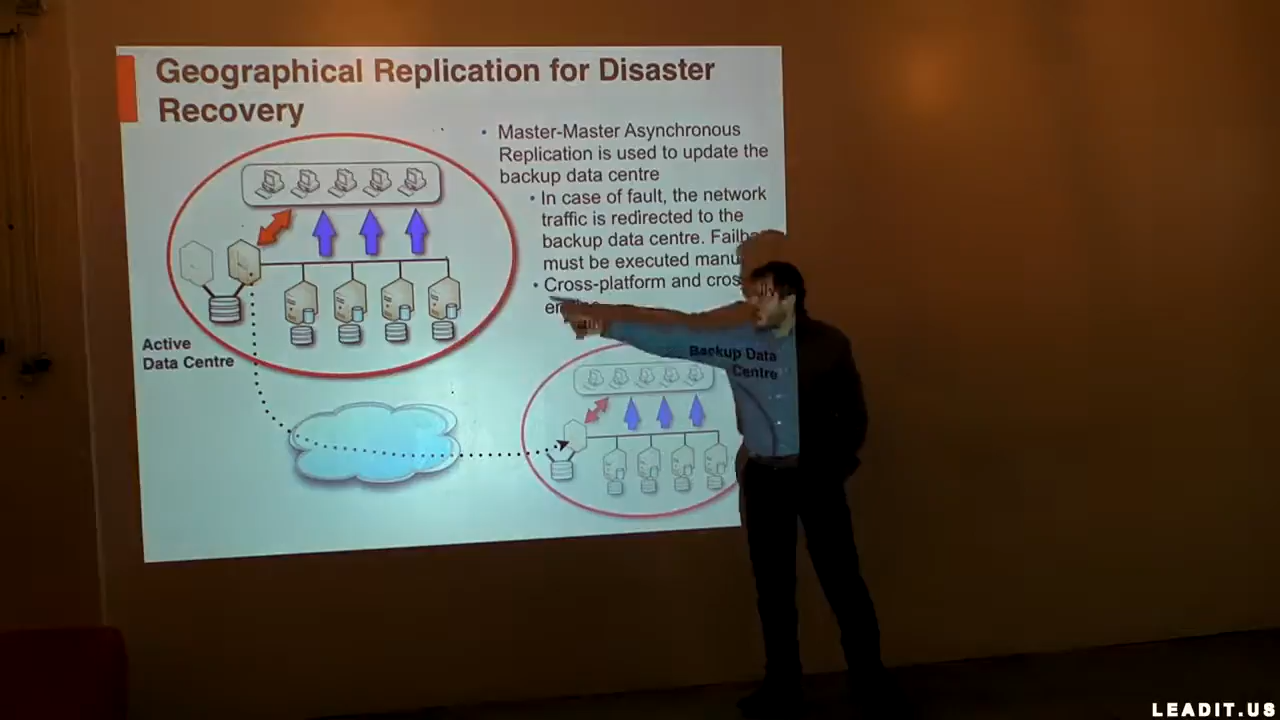 Geographical Replication for Disaster
Recovery
Master-Master Asynchronous
Replication is used to update the
backup data centre
In case of fault, the network
traffic is redirected to the
backup data centre.
must be executed
Cross-platform and
Active
Data Centre
Backup Data
Centre
LEADIT.US